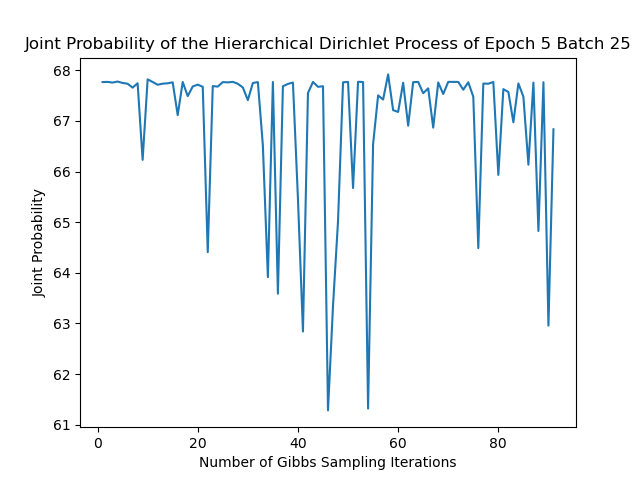 Joint Probability of the Hierarchical Dirichlet Process of Epoch 5 Batch 25
68
67
66
65
64
63
62
61
Joint Probability
0 20 40 60 80
Number of Gibbs Sampling Iterations